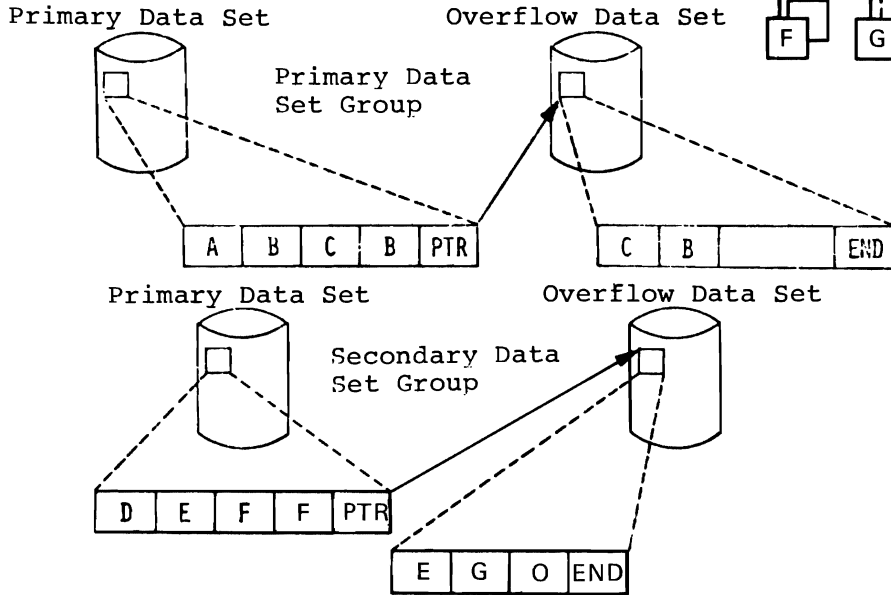 Primary Data Set
Overflow Data Set
F G
Primary Data
Set Group
A B C B PTR
C B END
Primary Data Set
Overflow Data Set
Secondary Data
Set Group
D E F F PTR
E G O END